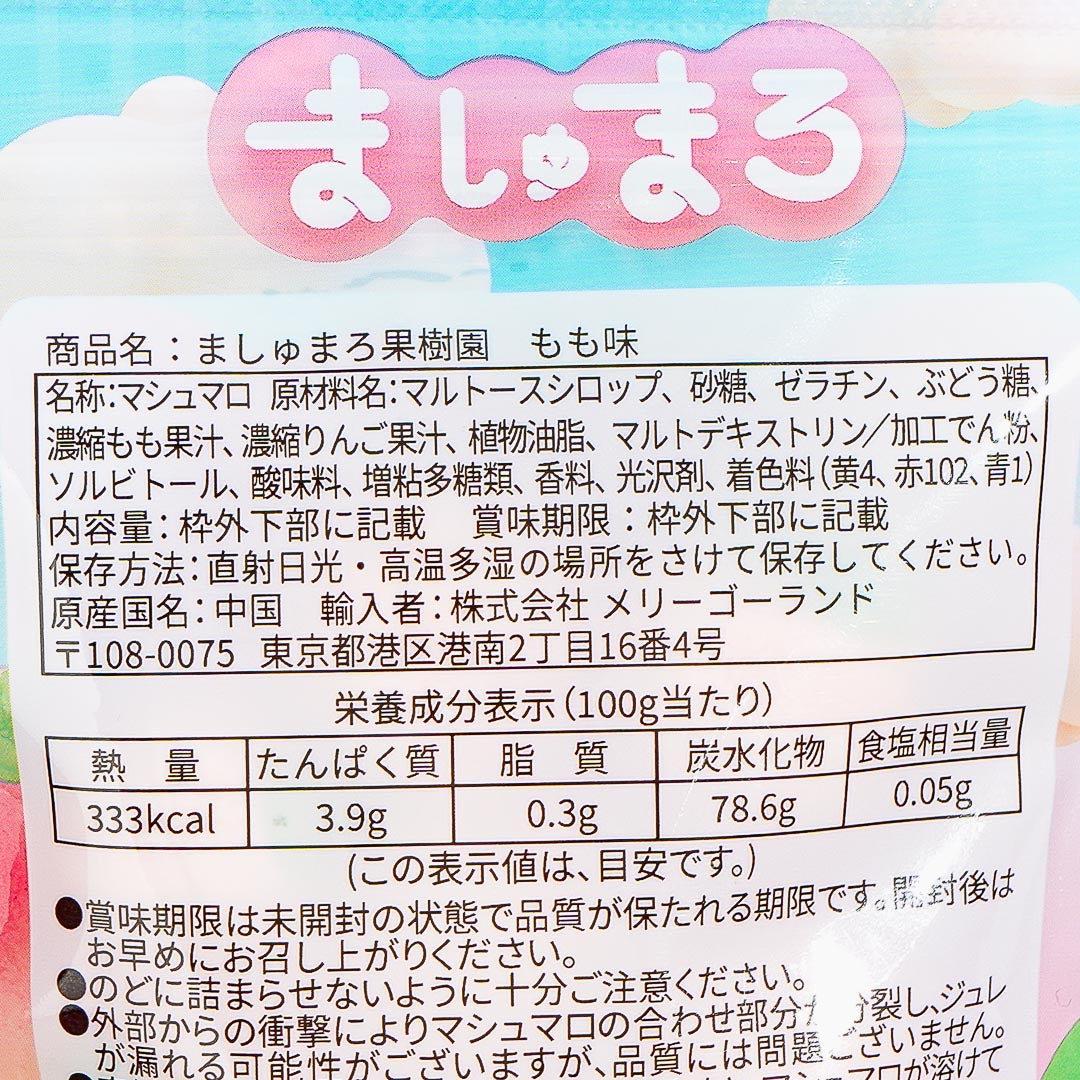 ましゅまろ
商品名：ましゅまろ果樹園　もも味
名称：マシュマロ 原材料名：マルトースシロップ、砂糖、ゼラチン、ぶどう糖、
濃縮もも果汁、濃縮りんご果汁、植物油脂、マルトデキストリン／加工でん粉、
ソルビトール、酸味料、増粘多糖類、香料、光沢剤、着色料（黄4、赤102、青1）
内容量：枠外下部に記載　賞味期限：枠外下部に記載
保存方法：直射日光・高温多湿の場所をさけて保存してください。
原産国名：中国　輸入者：株式会社 メリーゴーランド
〒108-0075 東京都港区港南2丁目16番4号
栄養成分表示（100g当たり）
熱量 たんぱく質 脂質 炭水化物 食塩相当量
333kcal 3.9g 0.3g 78.6g 0.05g
（この表示値は、目安です。）
●賞味期限は未開封の状態で品質が保たれる期限です。開封後は
お早めにお召し上がりください。
●のどに詰まらせないように十分ご注意ください。
●外部からの衝撃によりマシュマロの合わせ部分が分裂し、ジュレ
が漏れる可能性がございますが、品質には問題ございません。
マシュマロが溶けて